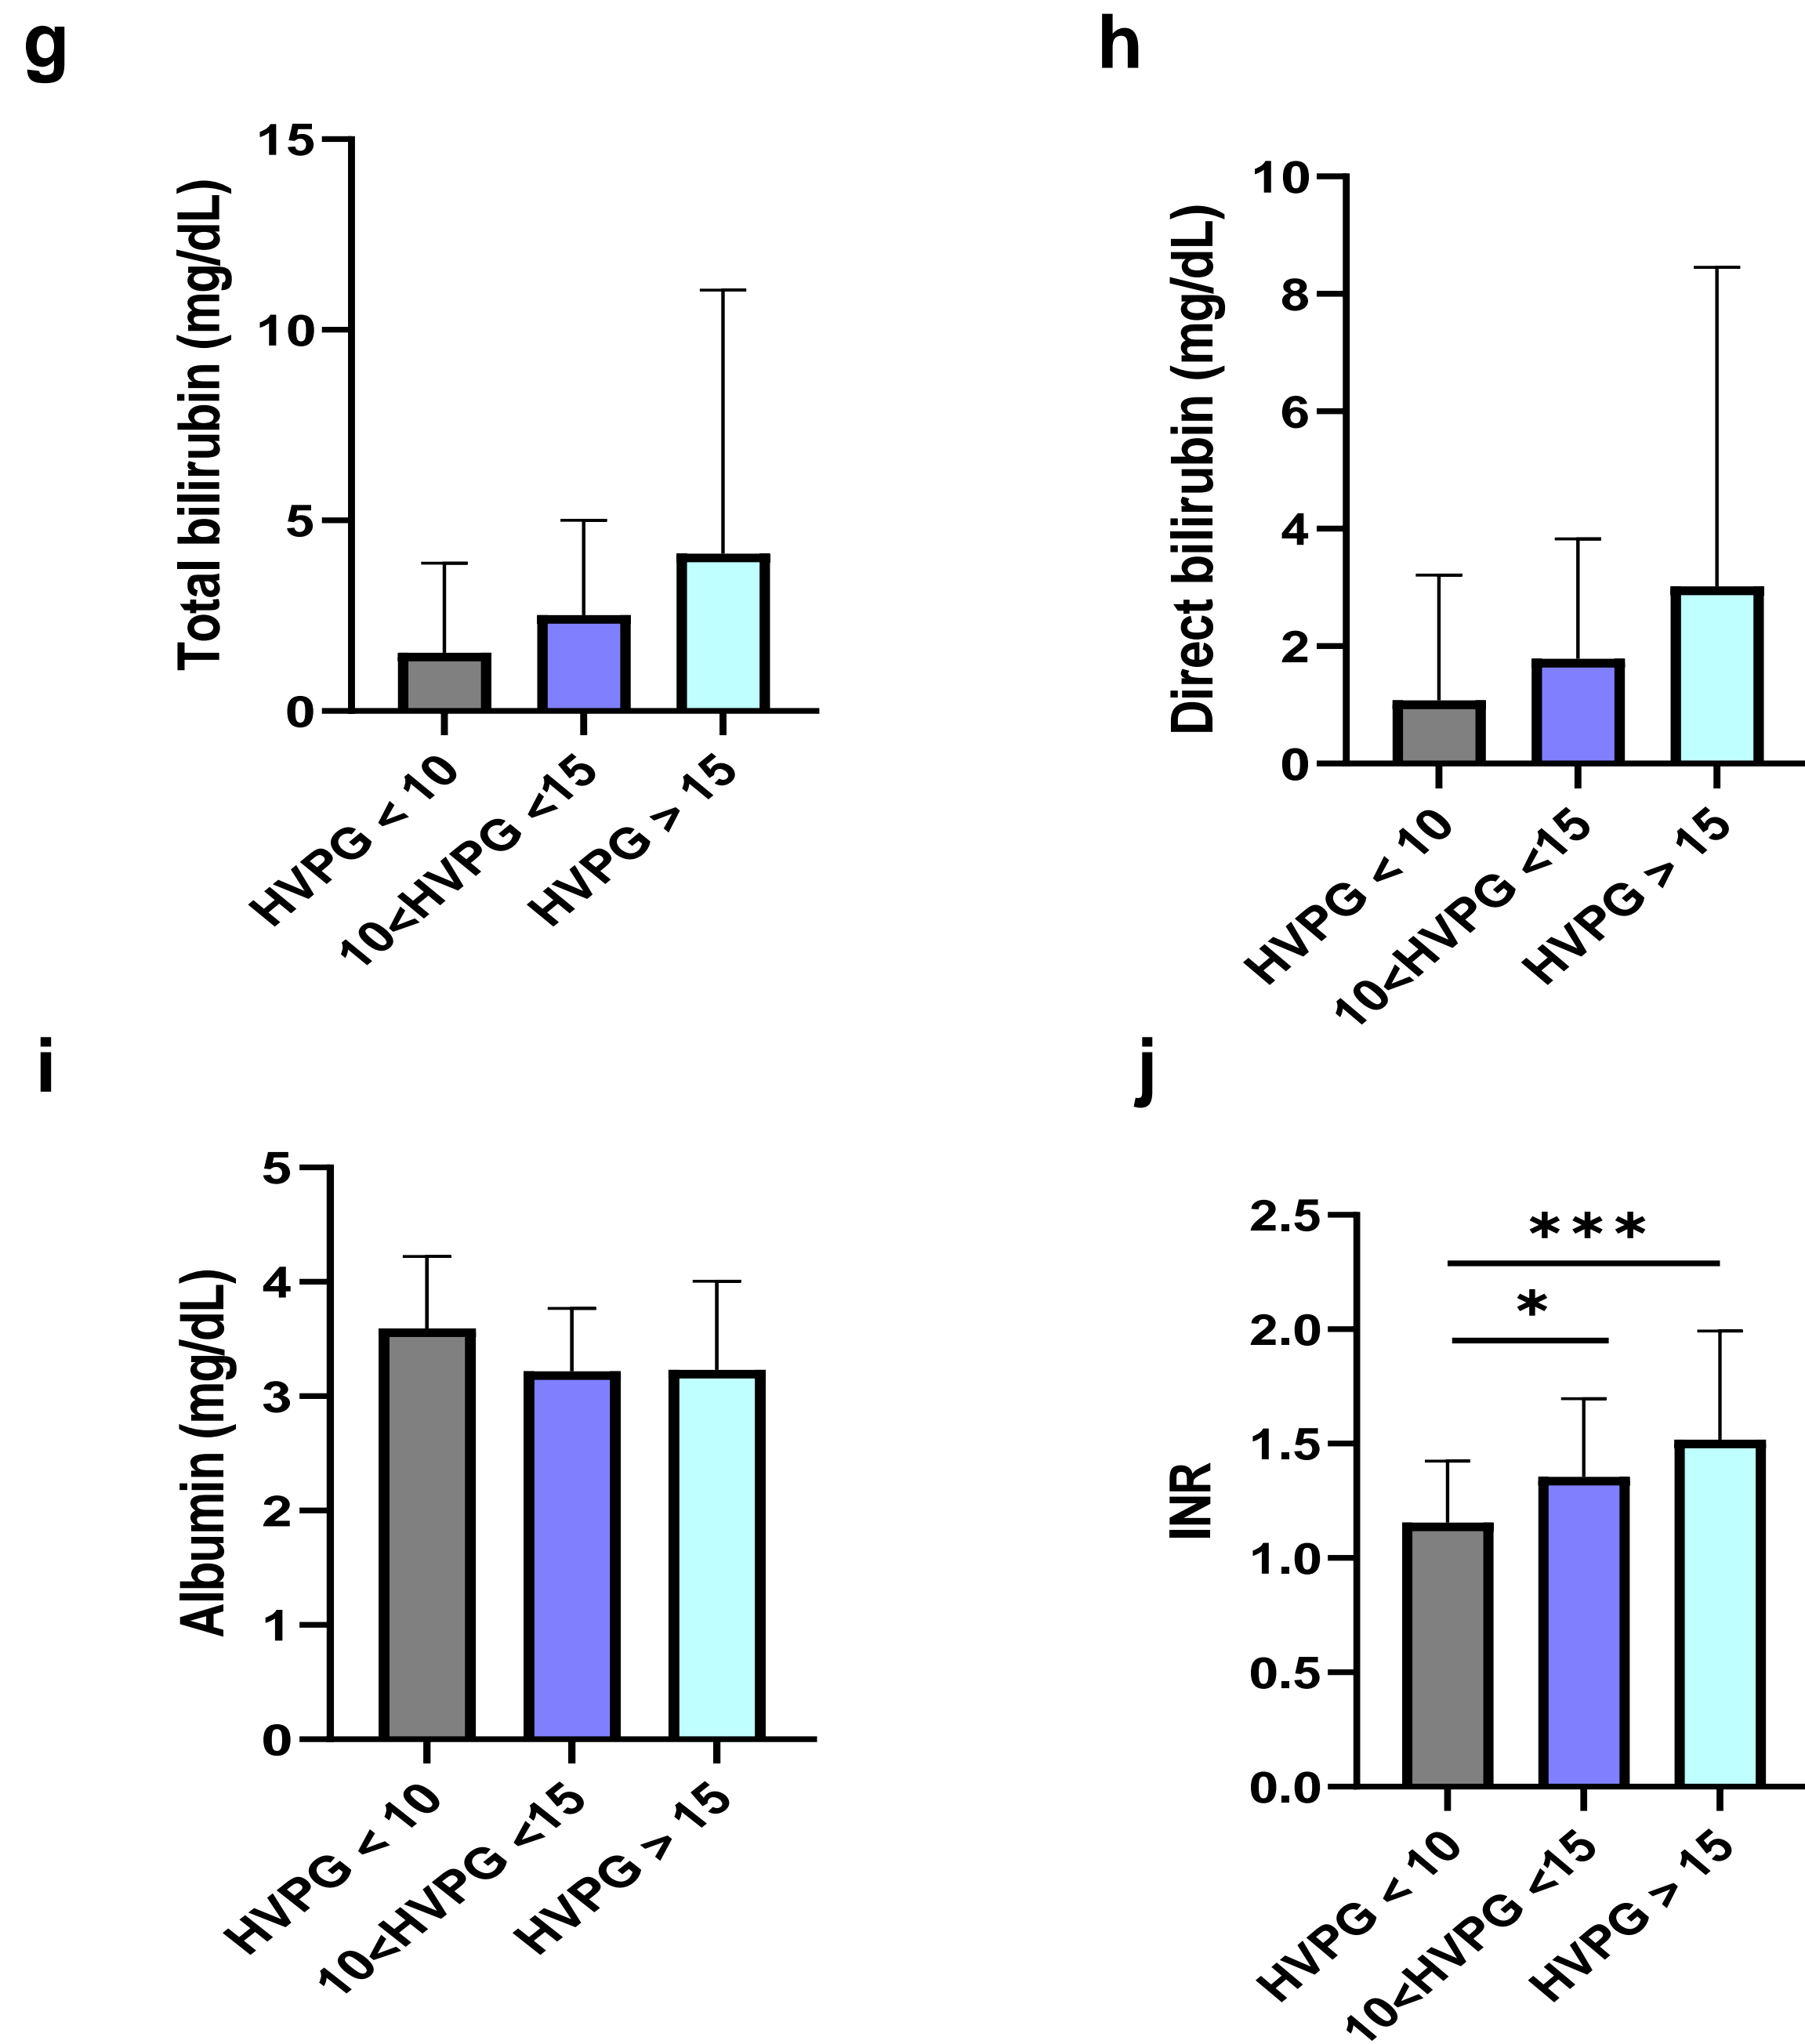 g
Total bilirubin (mg/dL)
15
10
5
0
HVPG < 10
10<HVPG <15
HVPG > 15
h
Direct bilirubin (mg/dL)
10
8
6
4
2
0
HVPG < 10
10<HVPG <15
HVPG > 15
i
Albumin (mg/dL)
5
4
3
2
1
0
HVPG < 10
10<HVPG <15
HVPG > 15
j
INR
2.5
2.0
1.5
1.0
0.5
0.0
***
*
HVPG < 10
10<HVPG <15
HVPG > 15